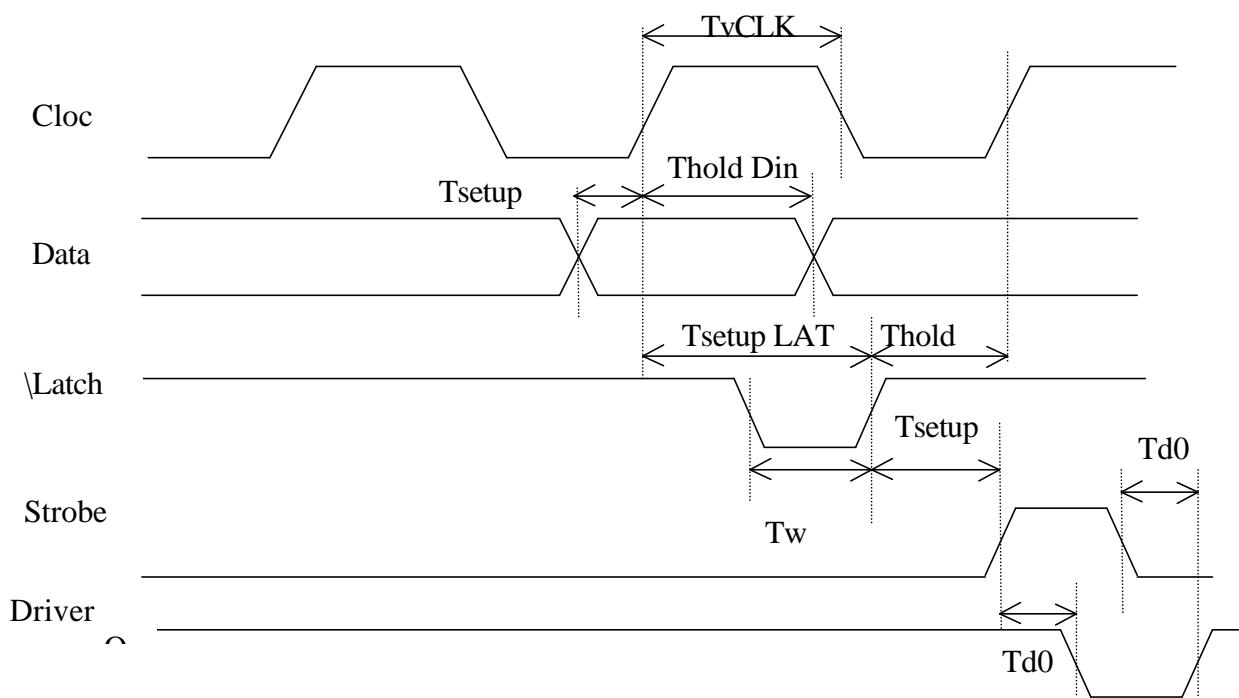 TvCLK
Cloc
Thold Din
Tsetup
Data
Tsetup LAT
Thold
\Latch
Tsetup
Td0
Strobe
Tw
Driver
Td0